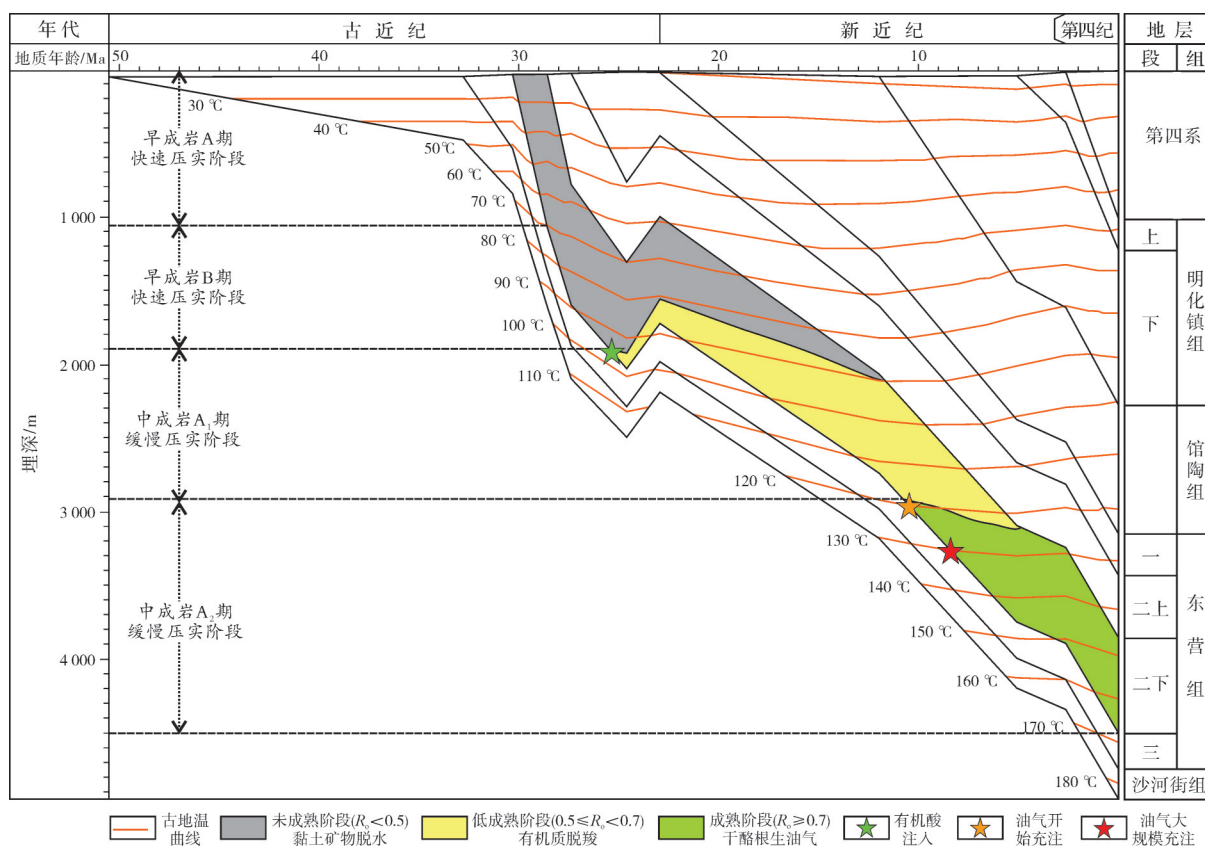 年代 古近纪 新近纪 第四纪 地层
地质年龄/Ma 50 40 30 20 10 段 组
30 ℃
40 ℃
50℃
60 ℃
70 ℃
80 ℃
90 ℃
100 ℃
110 ℃
120 ℃
130 ℃
140 ℃
150 ℃
160 ℃
170 ℃
180 ℃
早成岩A期
快速压实阶段
早成岩B期
快速压实阶段
中成岩A₁期
缓慢压实阶段
中成岩A₂期
缓慢压实阶段
埋深/m
1 000
2 000
3 000
4 000
第四系
上
下
明化镇组
馆陶组
一
二上
二下
三
东营组
沙河街组
古地温
曲线
未成熟阶段(Rₒ<0.5)
黏土矿物脱水
低成熟阶段(0.5≤Rₒ<0.7)
有机质脱羧
成熟阶段(Rₒ≥0.7)
干酪根生油气
有机酸
注入
油气开
始充注
油气大
规模充注